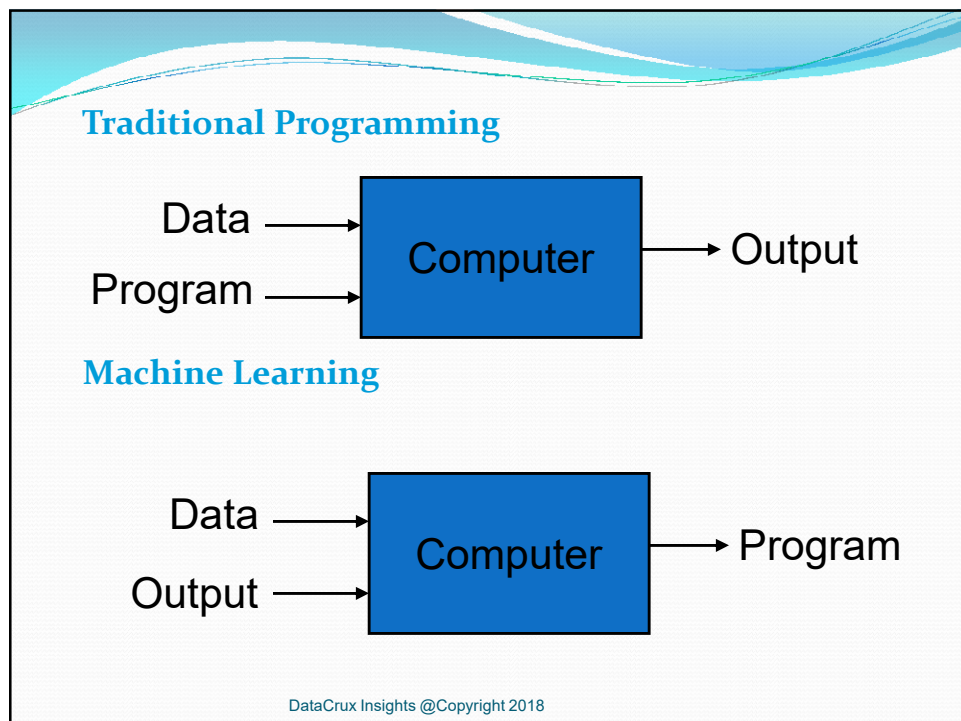 Traditional Programming
Data
Program
Computer
Output
Machine Learning
Data
Output
Computer
Program
DataCrux Insights @Copyright 2018